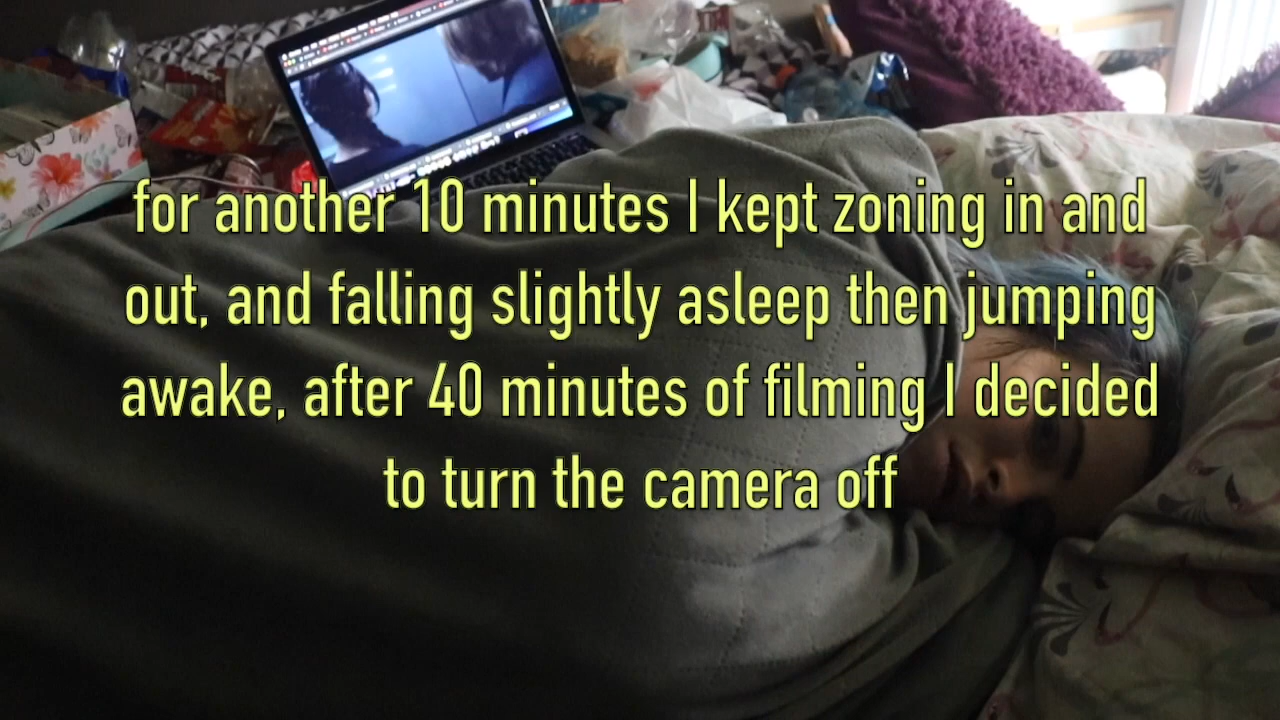 for another 10 minutes I kept zoning in and
out, and falling slightly asleep then jumping
awake, after 40 minutes of filming I decided
to turn the camera off